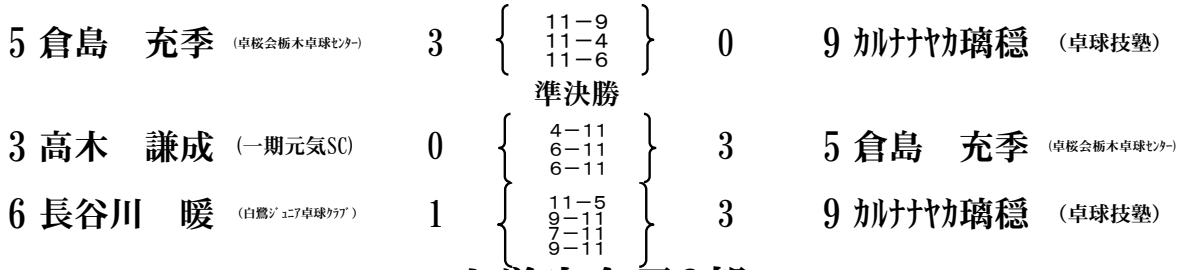 5 倉島　充季 (卓桜会栃木卓球ｾﾝﾀｰ) 3 11－9 11－4 11－6 0 9 ｶﾙﾅﾅﾔｶ璃穏 (卓球技塾)
準決勝
3 高木　謙成 (一期元気SC) 0 4－11 6－11 6－11 3 5 倉島　充季 (卓桜会栃木卓球ｾﾝﾀｰ)
6 長谷川　暖 (白鷺ｼﾞｭﾆｱ卓球ｸﾗﾌﾞ) 1 11－5 9－11 7－11 9－11 3 9 ｶﾙﾅﾅﾔｶ璃穏 (卓球技塾)